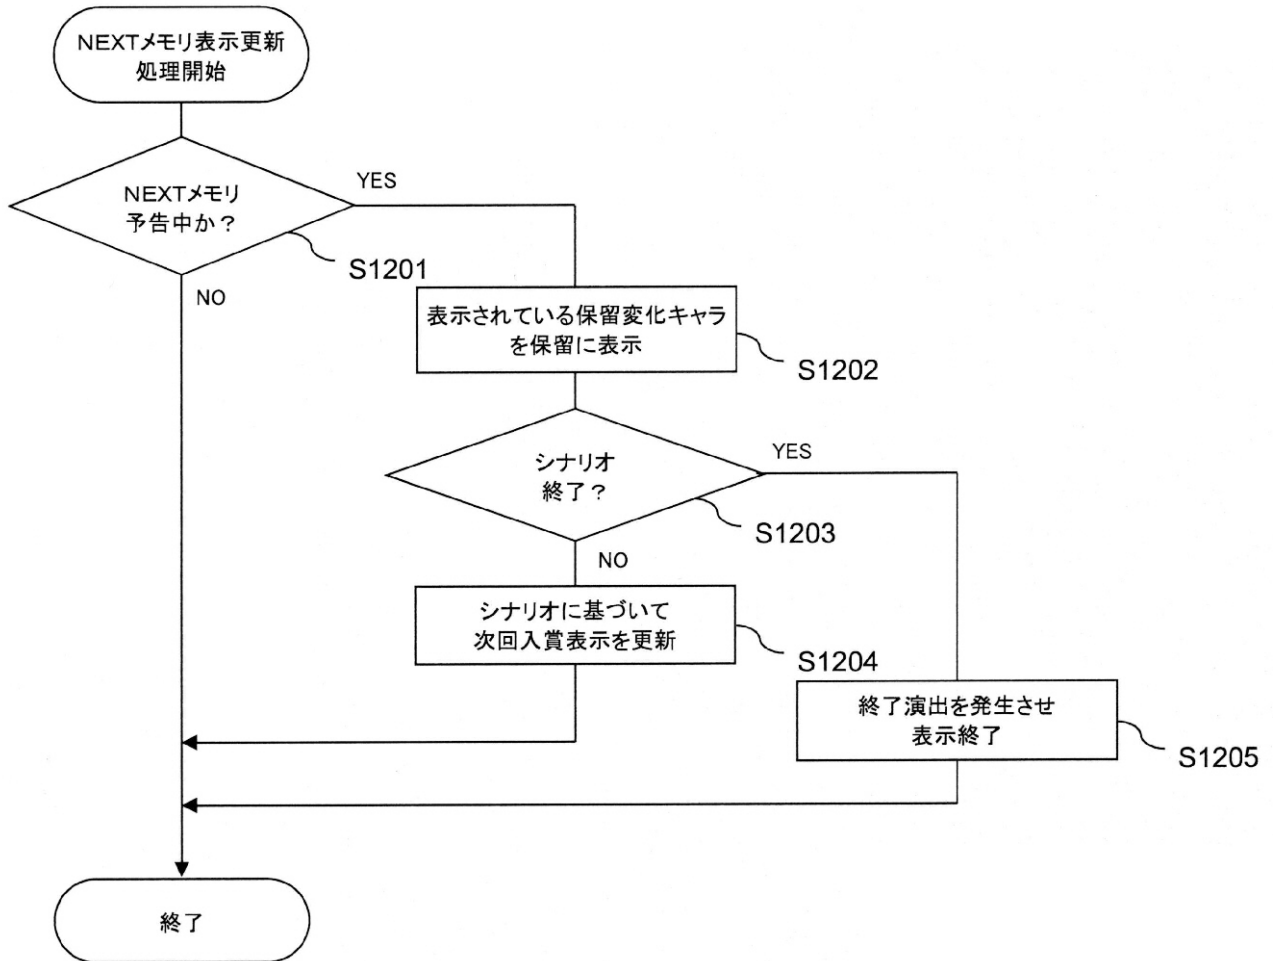 NEXTメモリ表示更新
処理開始
NEXTメモリ
予告中か？
YES
S1201
NO
表示されている保留変化キャラ
を保留に表示
S1202
シナリオ
終了？
YES
S1203
NO
シナリオに基づいて
次回入賞表示を更新
S1204
終了演出を発生させ
表示終了
S1205
終了